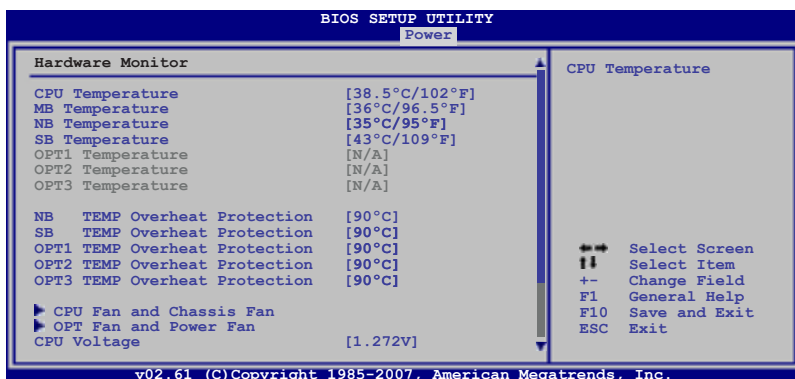 BIOS SETUP UTILITY
Power
Hardware Monitor
CPU Temperature [38.5°C/102°F]
MB Temperature [36°C/96.5°F]
NB Temperature [35°C/95°F]
SB Temperature [43°C/109°F]
OPT1 Temperature [N/A]
OPT2 Temperature [N/A]
OPT3 Temperature [N/A]
NB TEMP Overheat Protection [90°C]
SB TEMP Overheat Protection [90°C]
OPT1 TEMP Overheat Protection [90°C]
OPT2 TEMP Overheat Protection [90°C]
OPT3 TEMP Overheat Protection [90°C]
CPU Fan and Chassis Fan
OPT Fan and Power Fan
CPU Voltage [1.272V]
CPU Temperature
Select Screen
Select Item
+- Change Field
F1 General Help
F10 Save and Exit
ESC Exit
v02.61 (C)Copyright 1985-2007, American Megatrends, Inc.